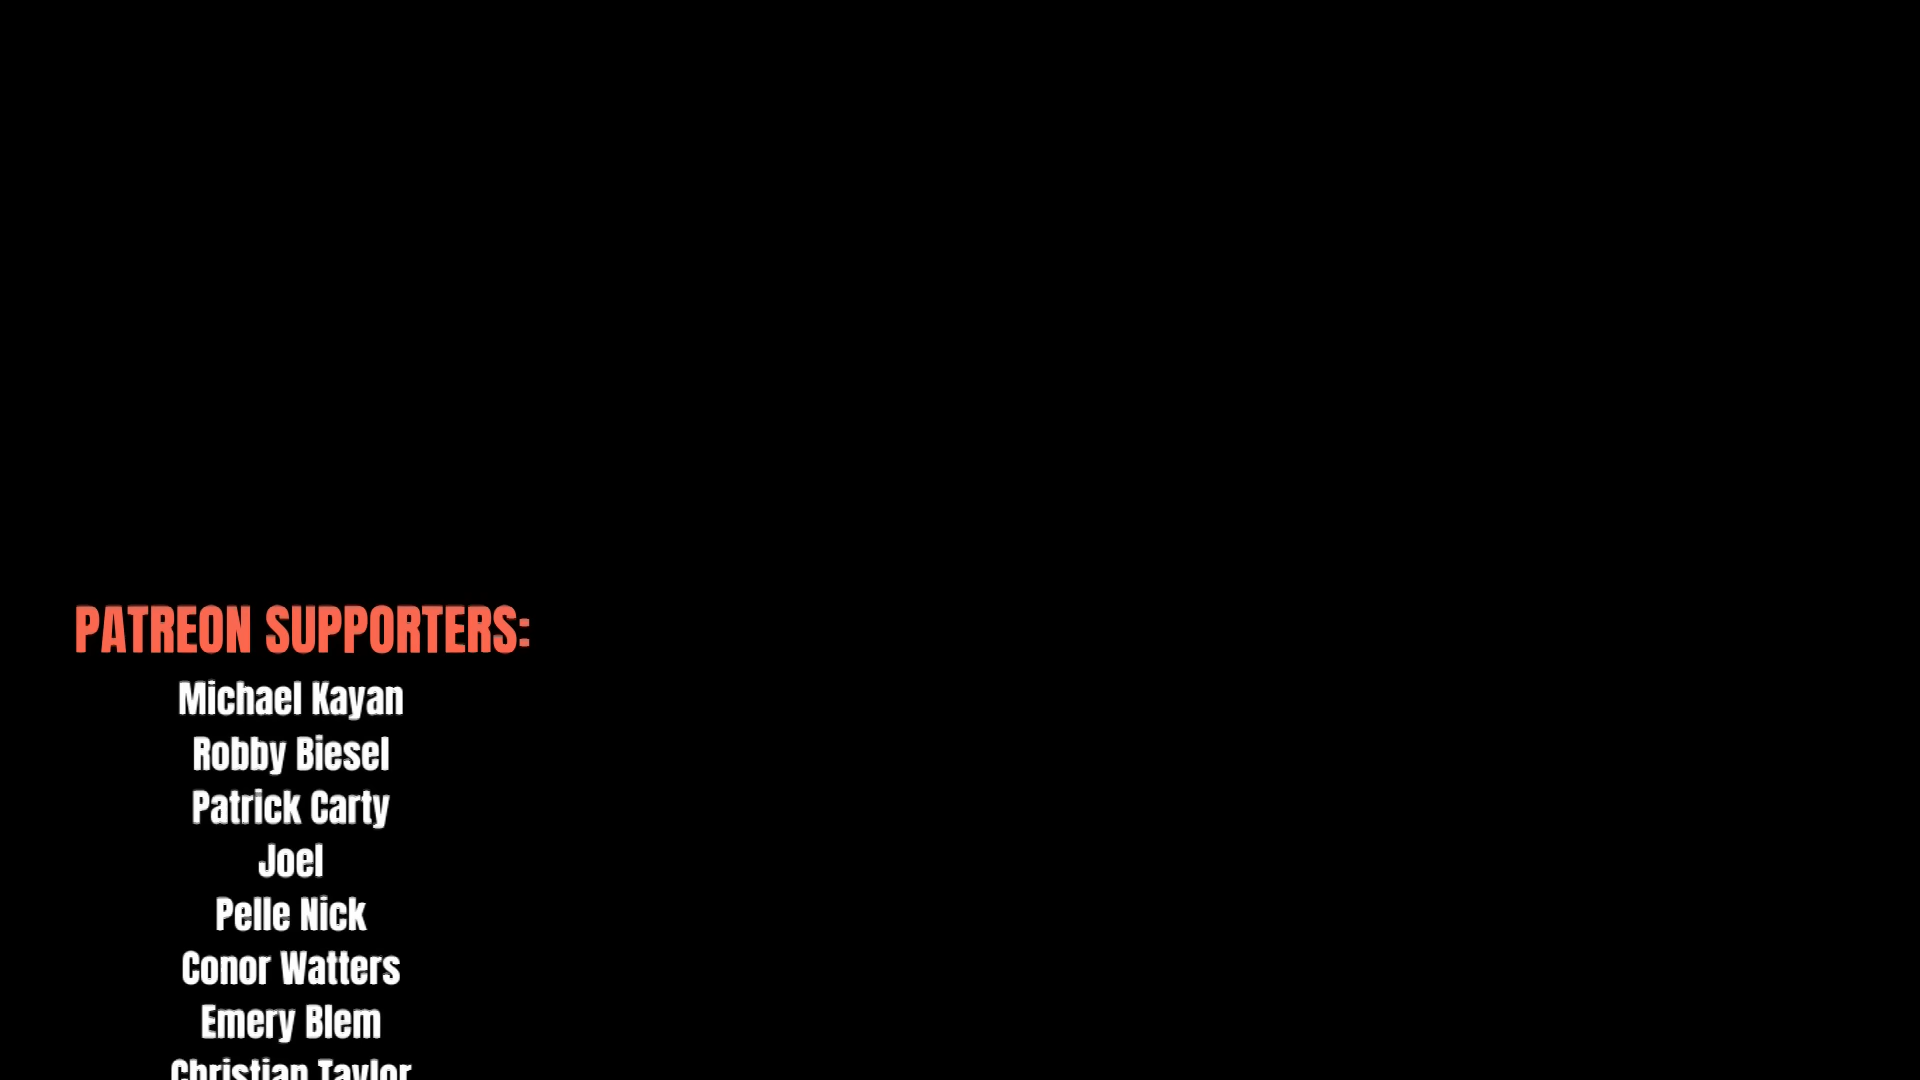 PATREON SUPPORTERS:
Michael Kayan
Robby Biesel
Patrick Carty
Joel
Pelle Nick
Conor Watters
Emery Blem
Christian Taylor